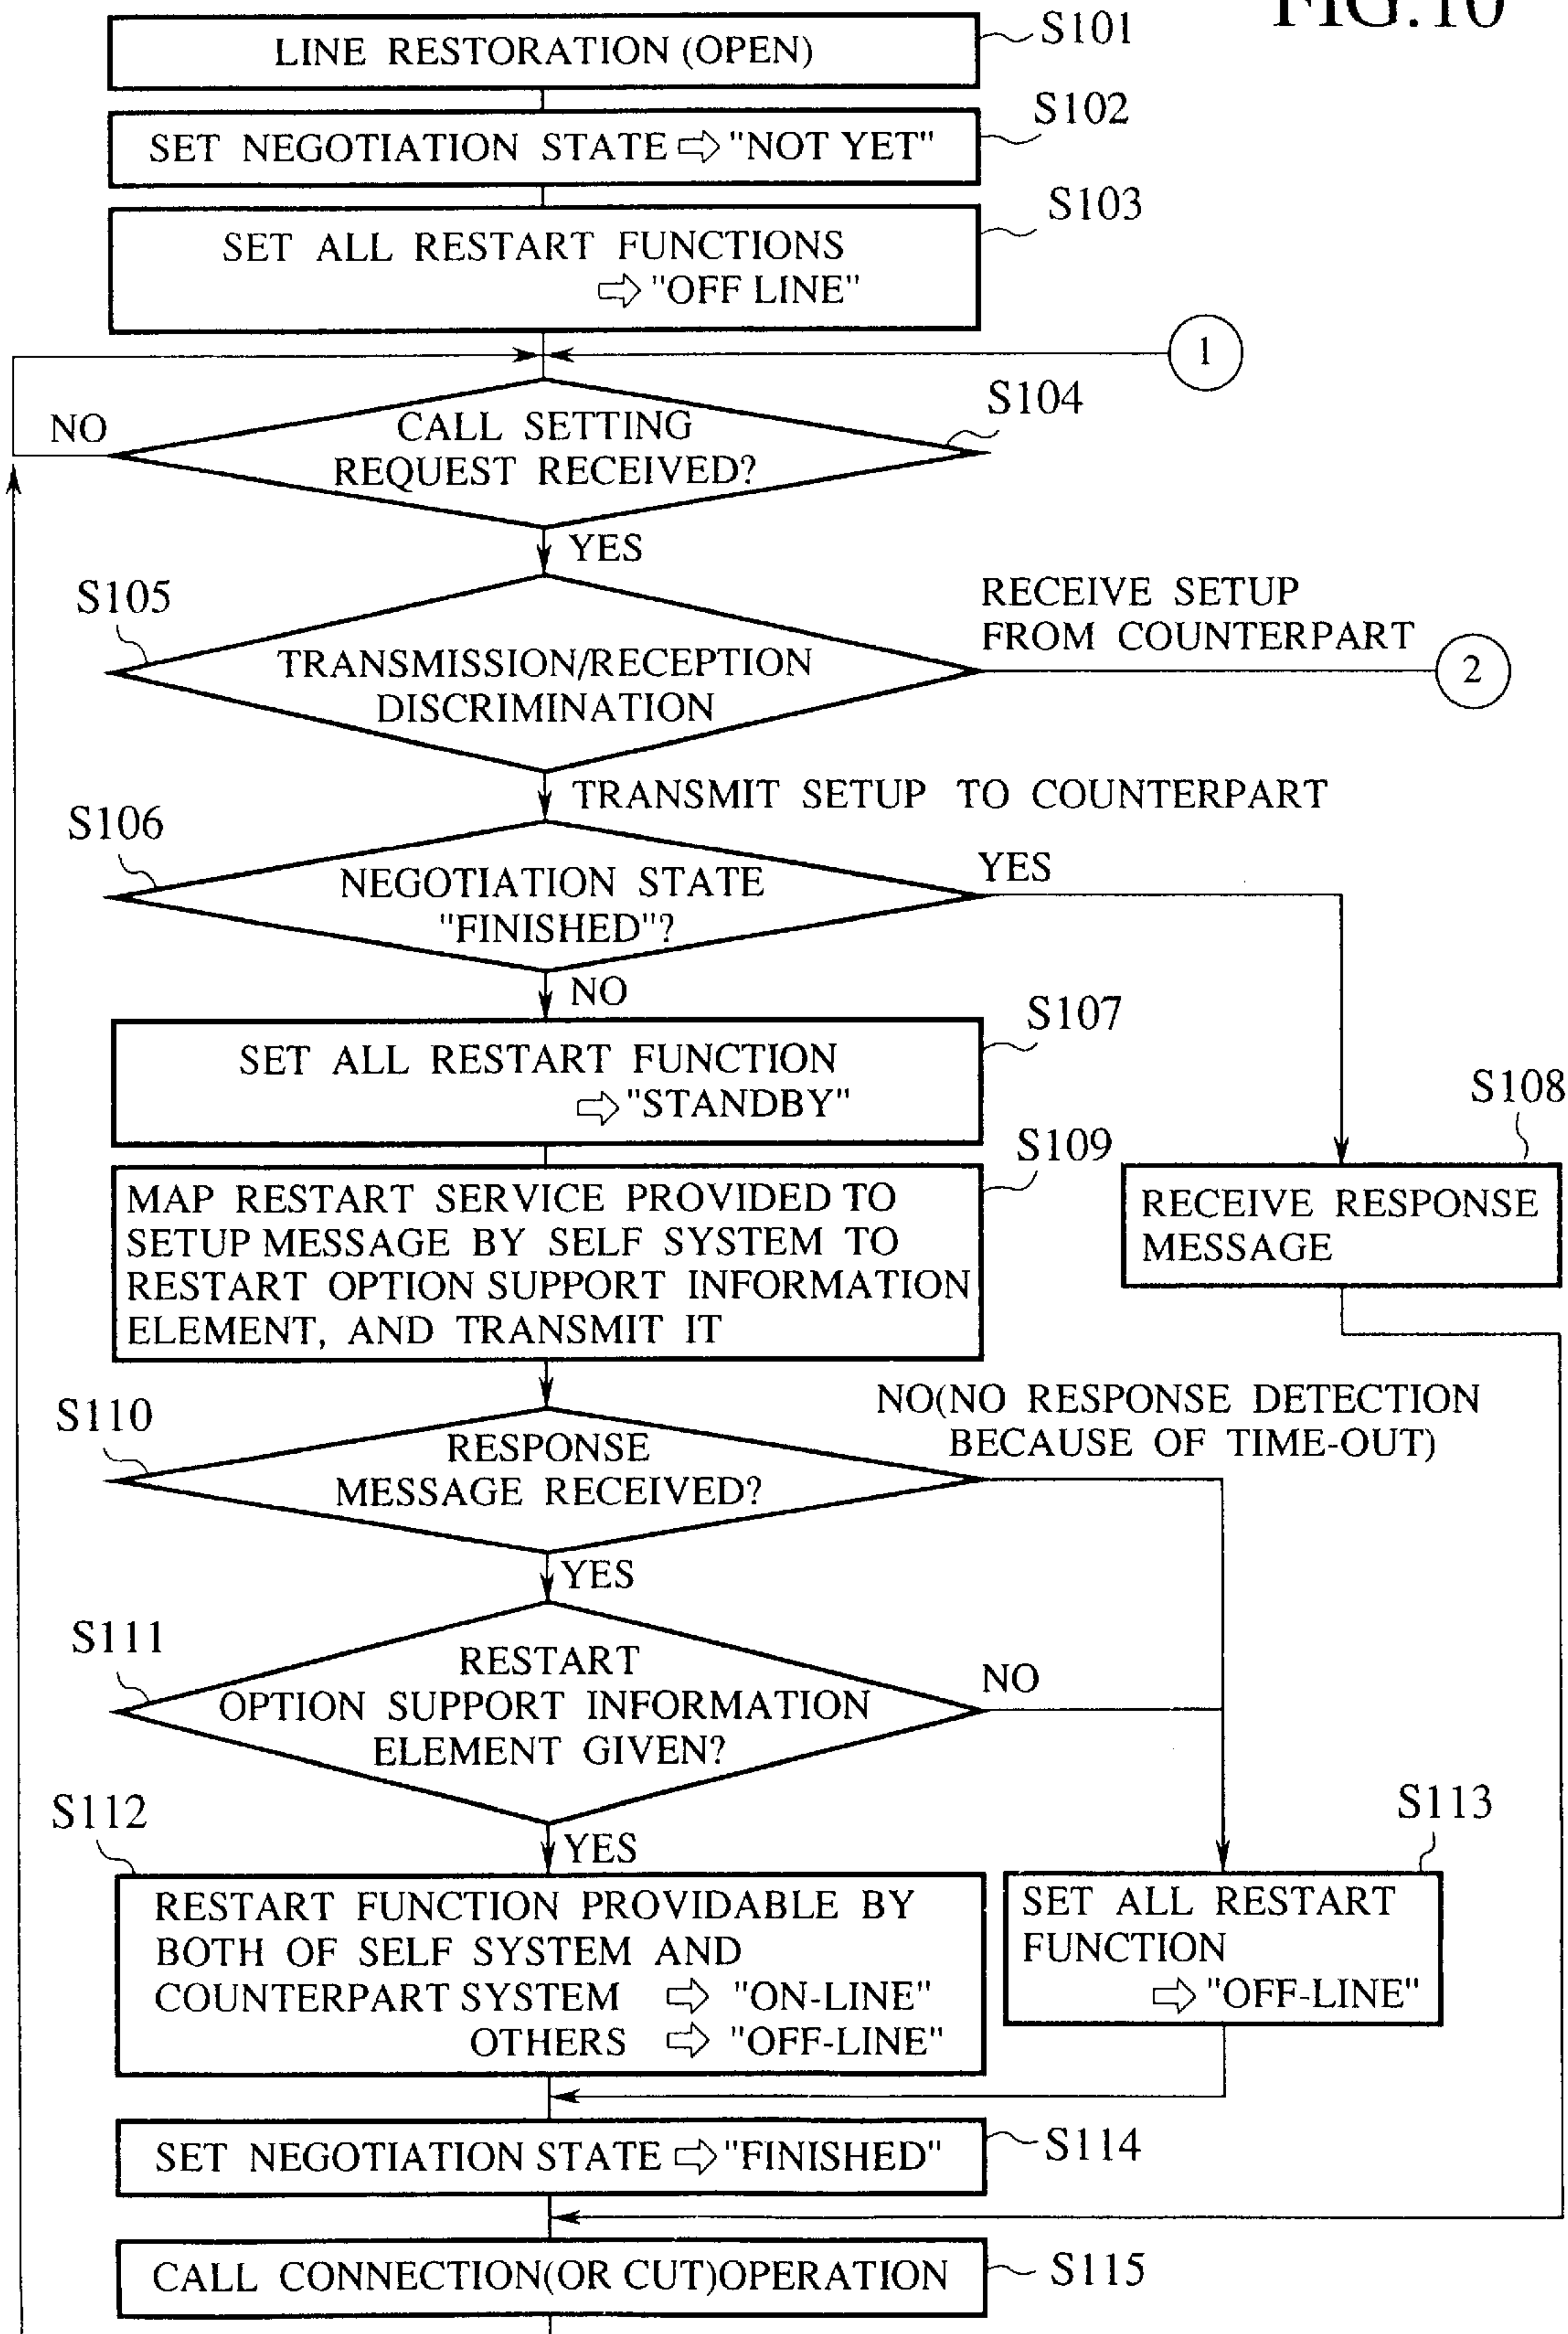 FIG.10
LINE RESTORATION (OPEN)
S101
SET NEGOTIATION STATE ⇨ "NOT YET"
S102
SET ALL RESTART FUNCTIONS
⇨ "OFF LINE"
S103
1
CALL SETTING
REQUEST RECEIVED?
S104
NO
YES
S105
TRANSMISSION/RECEPTION
DISCRIMINATION
RECEIVE SETUP
FROM COUNTERPART
2
TRANSMIT SETUP TO COUNTERPART
S106
NEGOTIATION STATE
"FINISHED"?
YES
NO
SET ALL RESTART FUNCTION
⇨ "STANDBY"
S107
S108
RECEIVE RESPONSE
MESSAGE
S109
MAP RESTART SERVICE PROVIDED TO
SETUP MESSAGE BY SELF SYSTEM TO
RESTART OPTION SUPPORT INFORMATION
ELEMENT, AND TRANSMIT IT
S110
RESPONSE
MESSAGE RECEIVED?
NO(NO RESPONSE DETECTION
BECAUSE OF TIME-OUT)
YES
S111
RESTART
OPTION SUPPORT INFORMATION
ELEMENT GIVEN?
NO
YES
S112
RESTART FUNCTION PROVIDABLE BY
BOTH OF SELF SYSTEM AND
COUNTERPART SYSTEM ⇨ "ON-LINE"
OTHERS ⇨ "OFF-LINE"
S113
SET ALL RESTART
FUNCTION
⇨ "OFF-LINE"
SET NEGOTIATION STATE ⇨ "FINISHED"
S114
CALL CONNECTION(OR CUT)OPERATION
S115